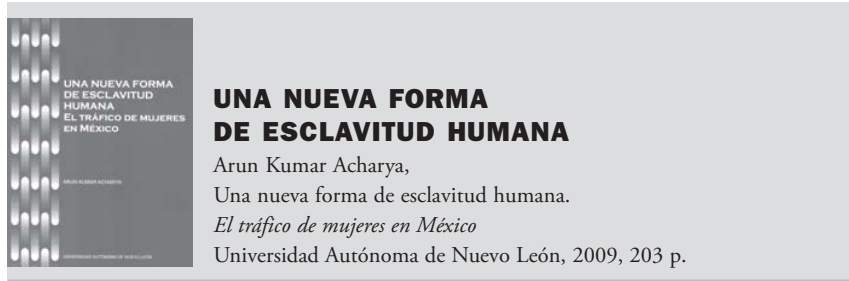 UNA NUEVA FORMA
DE ESCLAVITUD
HUMANA
EL TRÁFICO DE MUJERES
EN MÉXICO
ARUN KUMAR ACHARYA
UNIVERSIDAD AUTÓNOMA DE NUEVO LEÓN
UNA NUEVA FORMA
DE ESCLAVITUD HUMANA
Arun Kumar Acharya,
Una nueva forma de esclavitud humana.
El tráfico de mujeres en México
Universidad Autónoma de Nuevo León, 2009, 203 p.